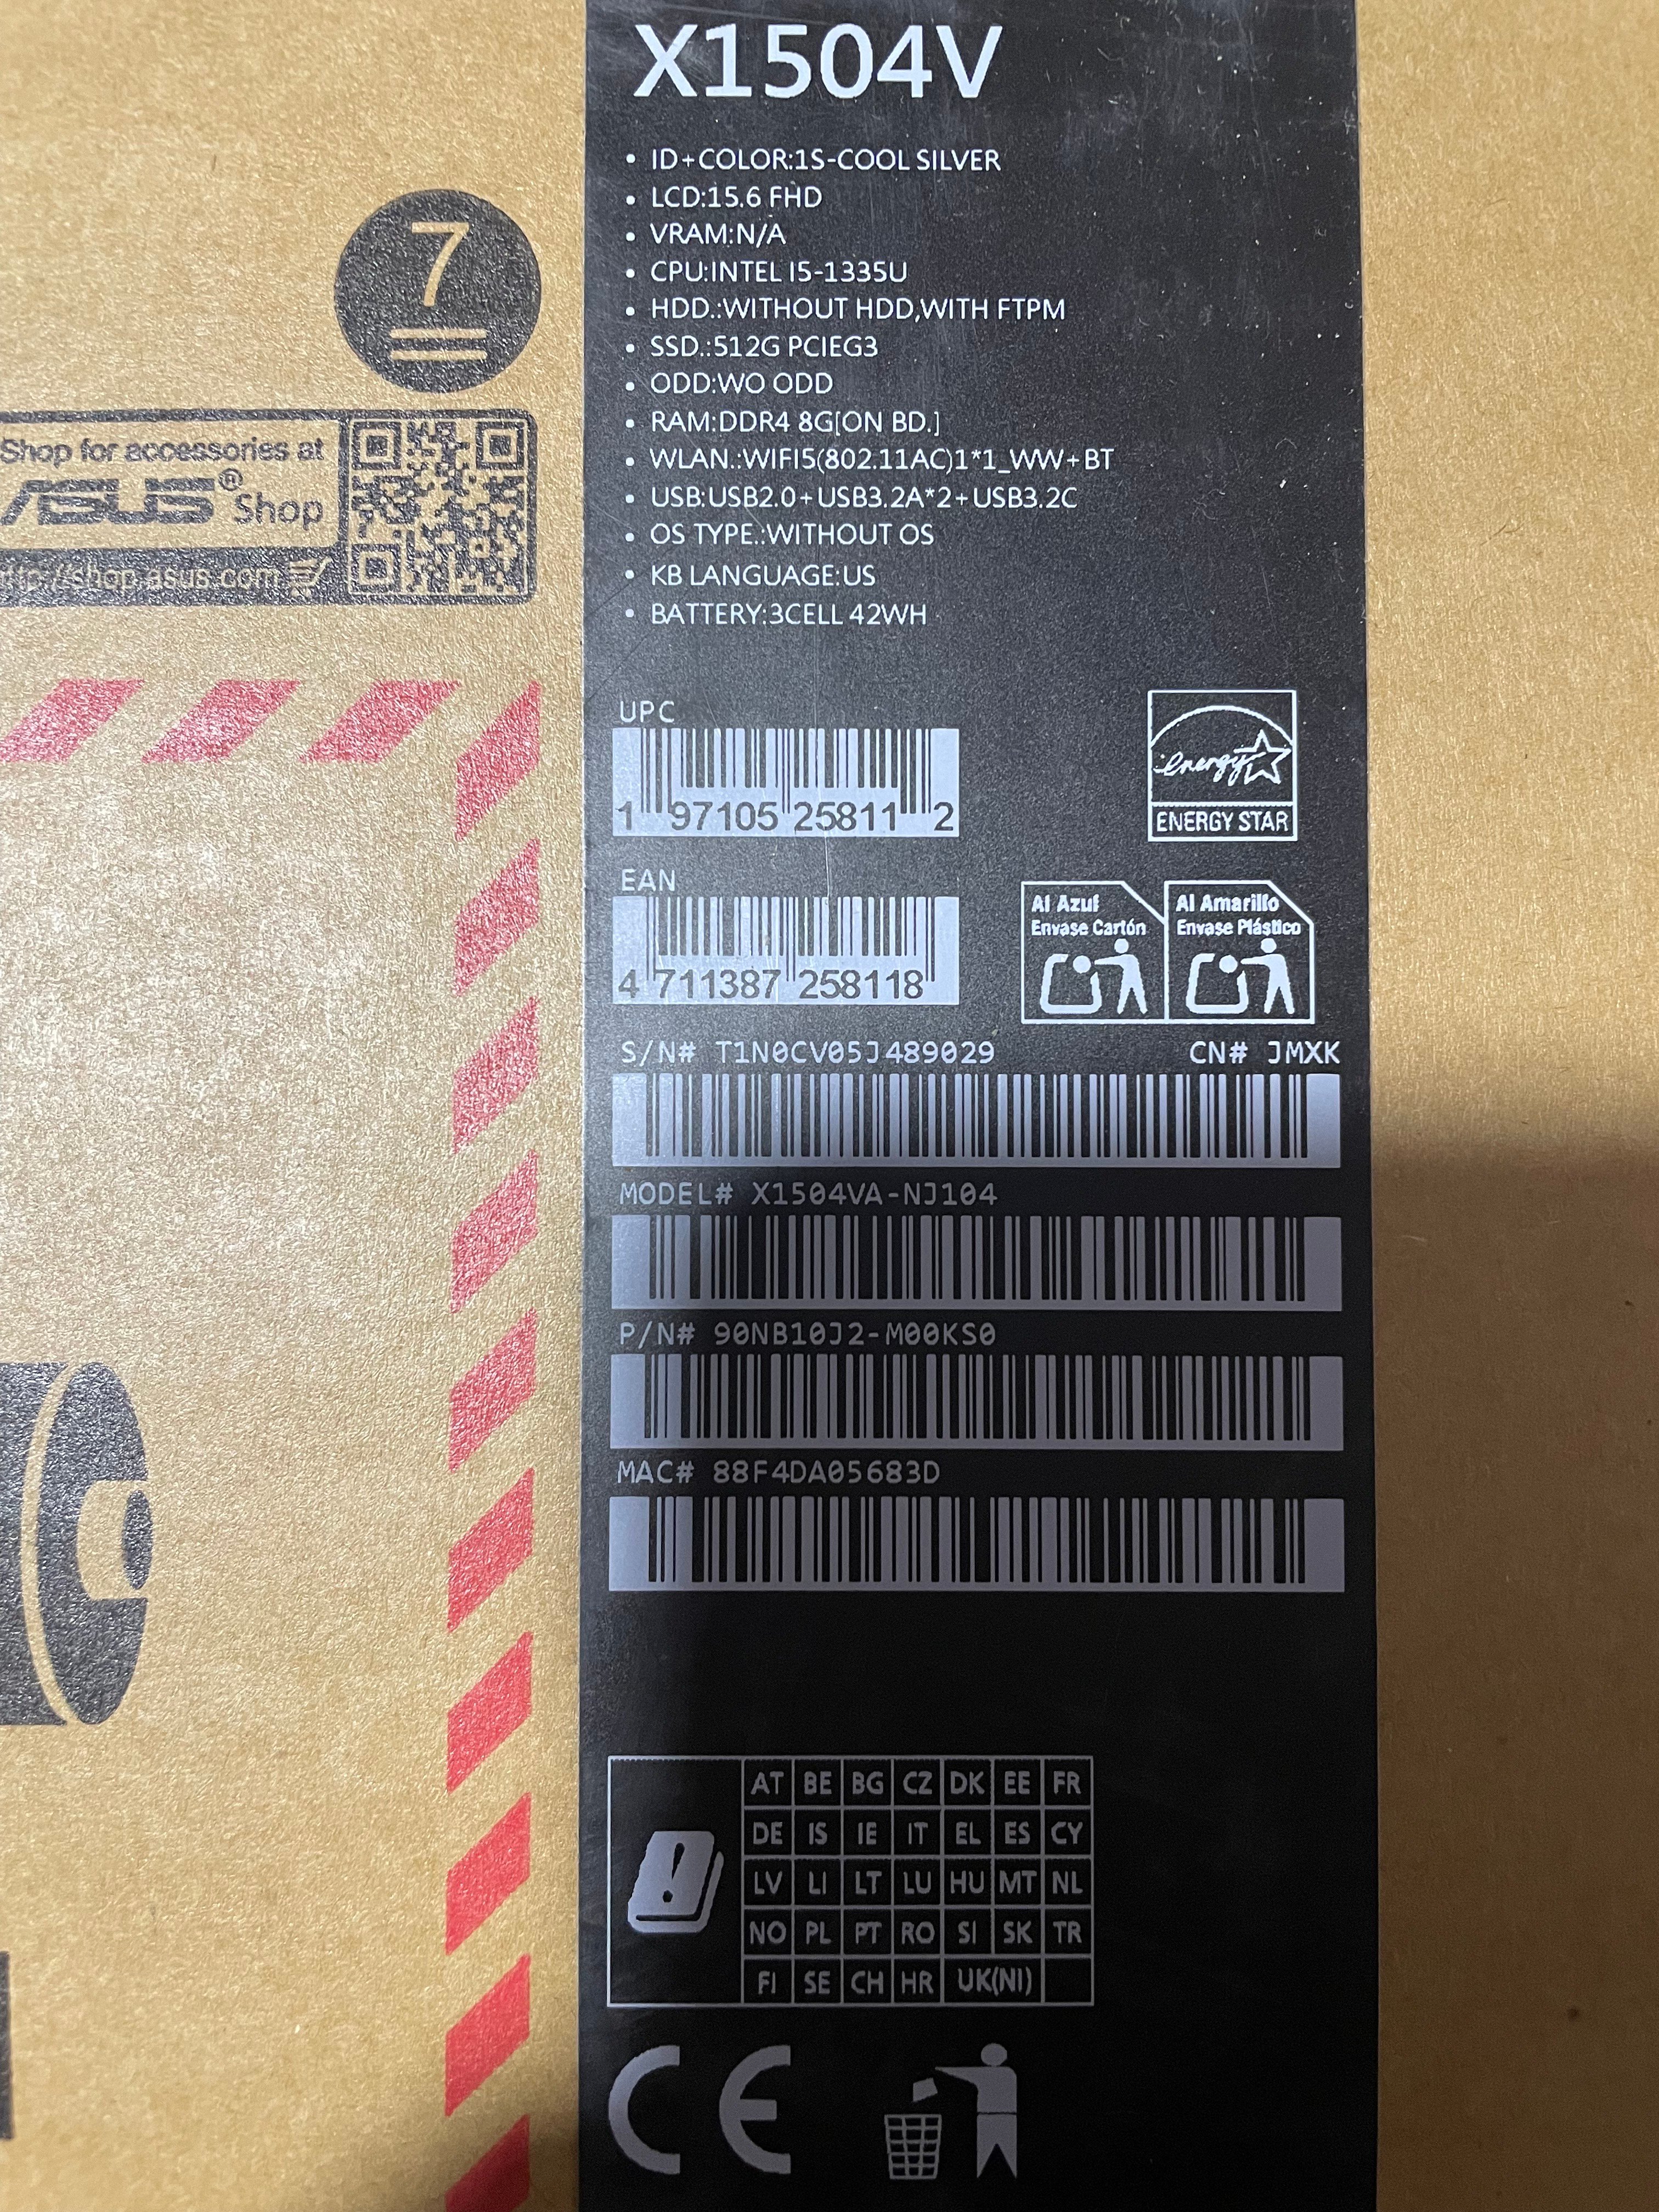 X1504V
• ID+COLOR:1S-COOL SILVER
• LCD:15.6 FHD
• VRAM:N/A
• CPU:INTEL I5-1335U
• HDD.:WITHOUT HDD,WITH FTPM
• SSD.:512G PCIEG3
• ODD:WO ODD
• RAM:DDR4 8G[ON BD.]
• WLAN.:WIFI5(802.11AC)1*1_WW+BT
• USB:USB2.0+USB3.2A*2+USB3.2C
• OS TYPE.:WITHOUT OS
• KB LANGUAGE:US
• BATTERY:3CELL 42WH
7
Shop for accessories at
ASUS® Shop
http://shop.asus.com
UPC
1 97105 25811 2
energy
ENERGY STAR
EAN
4 711387 258118
Al Azul
Envase Cartón
Al Amarillo
Envase Plástico
S/N# T1N0CV05J489029 CN# JMXK
MODEL# X1504VA-NJ104
P/N# 90NB10J2-M00KS0
MAC# 88F4DA05683D
AT BE BG CZ DK EE FR
DE IS IE IT EL ES CY
LV LI LT LU HU MT NL
NO PL PT RO SI SK TR
FI SE CH HR UK(NI)
CE